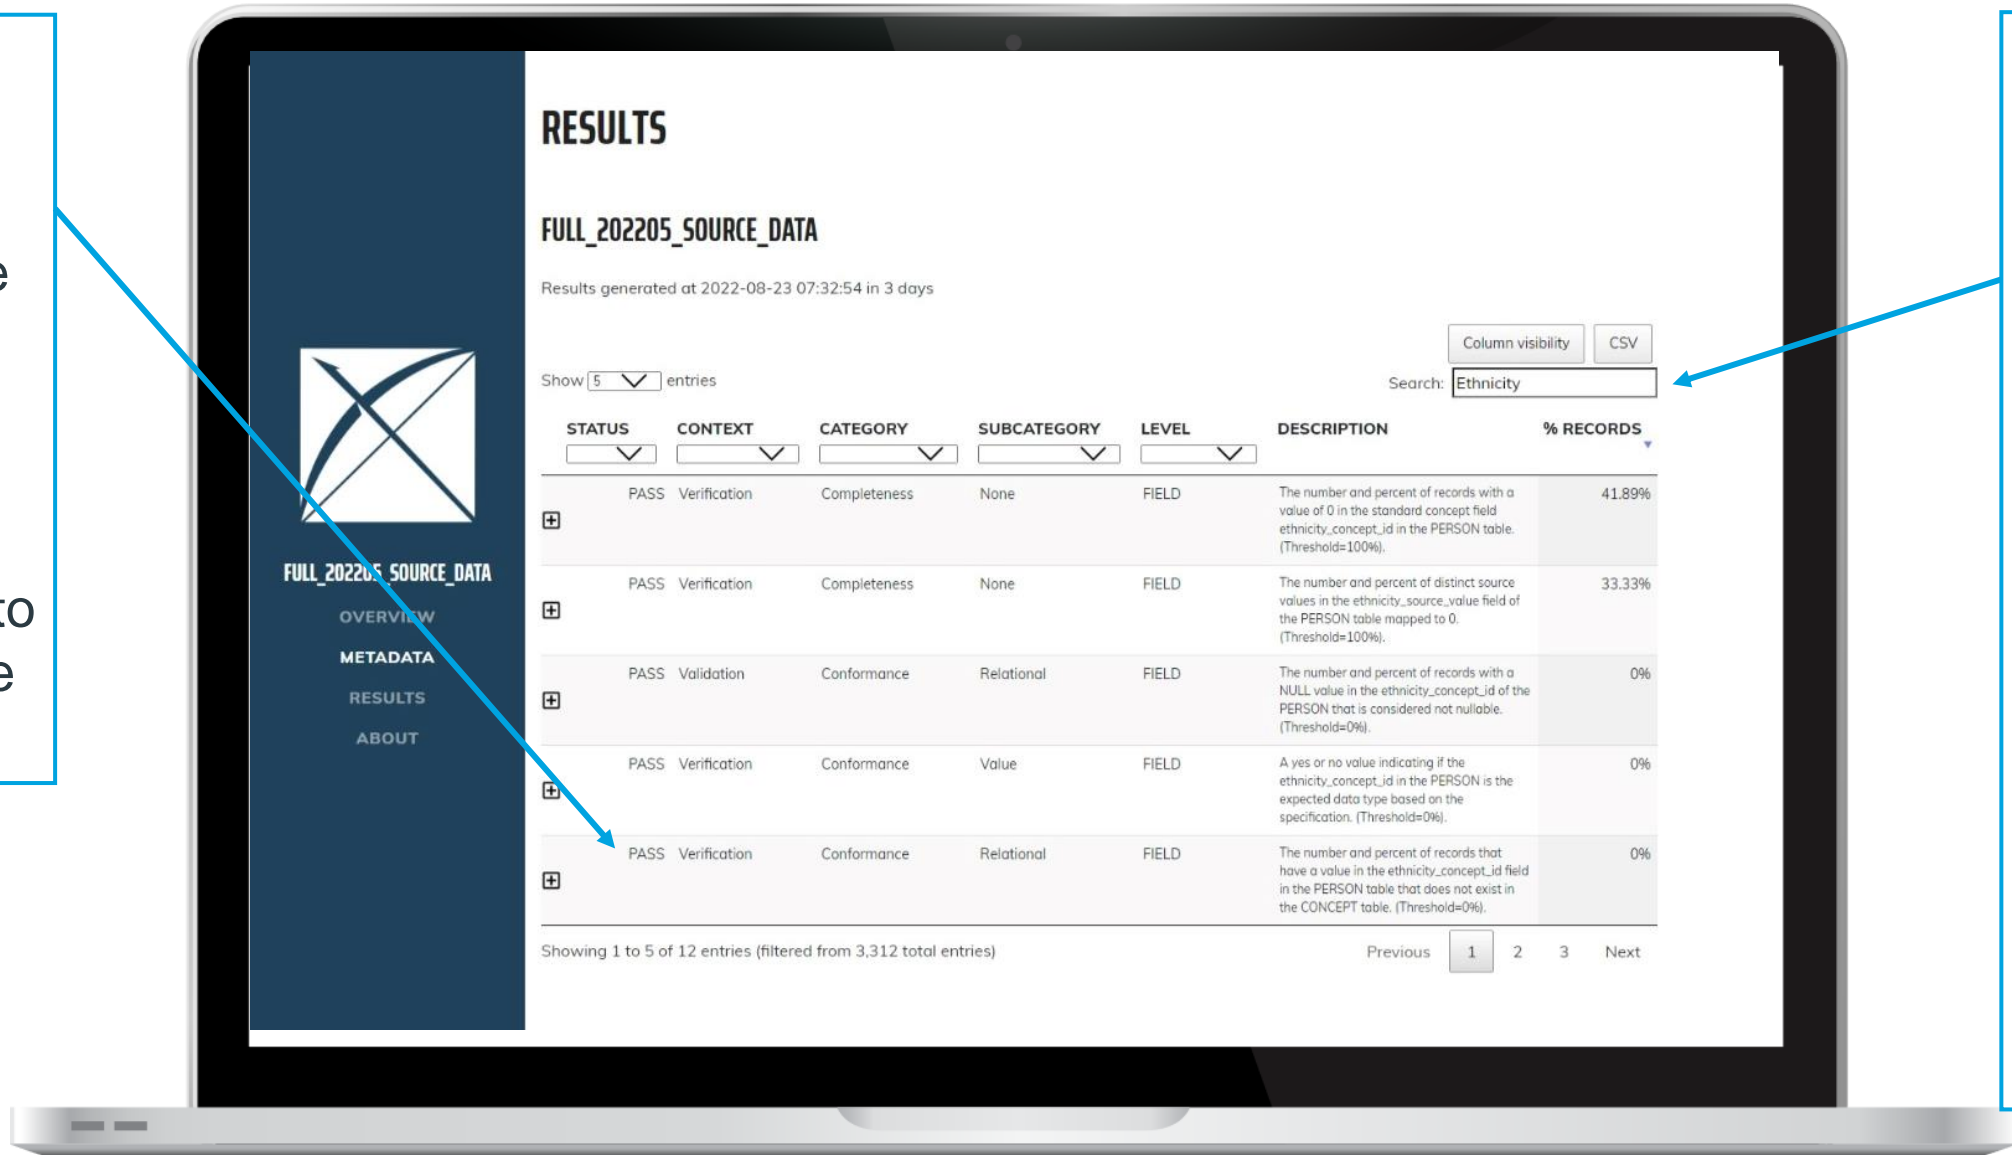 e
to
e
RESULTS
FULL_202205_SOURCE_DATA
Results generated at 2022-08-23 07:32:54 in 3 days
Column visibility CSV
Show 5 entries
Search: Ethnicity
STATUS CONTEXT CATEGORY SUBCATEGORY LEVEL DESCRIPTION % RECORDS
PASS Verification Completeness None FIELD The number and percent of records with a 41.89%
value of 0 in the standard concept field
ethnicity_concept_id in the PERSON table.
(Threshold=100%).
PASS Verification Completeness None FIELD The number and percent of distinct source 33.33%
values in the ethnicity_source_value field of
the PERSON table mapped to 0.
(Threshold=100%).
PASS Validation Conformance Relational FIELD The number and percent of records with a 0%
NULL value in the ethnicity_concept_id of the
PERSON that is considered not nullable.
(Threshold=0%).
PASS Verification Conformance Value FIELD A yes or no value indicating if the 0%
ethnicity_concept_id in the PERSON is the
expected data type based on the
specification. (Threshold=0%).
PASS Verification Conformance Relational FIELD The number and percent of records that 0%
have a value in the ethnicity_concept_id field
in the PERSON table that does not exist in
the CONCEPT table. (Threshold=0%).
Showing 1 to 5 of 12 entries (filtered from 3,312 total entries)
Previous 1 2 3 Next
FULL_202205_SOURCE_DATA
OVERVIEW
METADATA
RESULTS
ABOUT